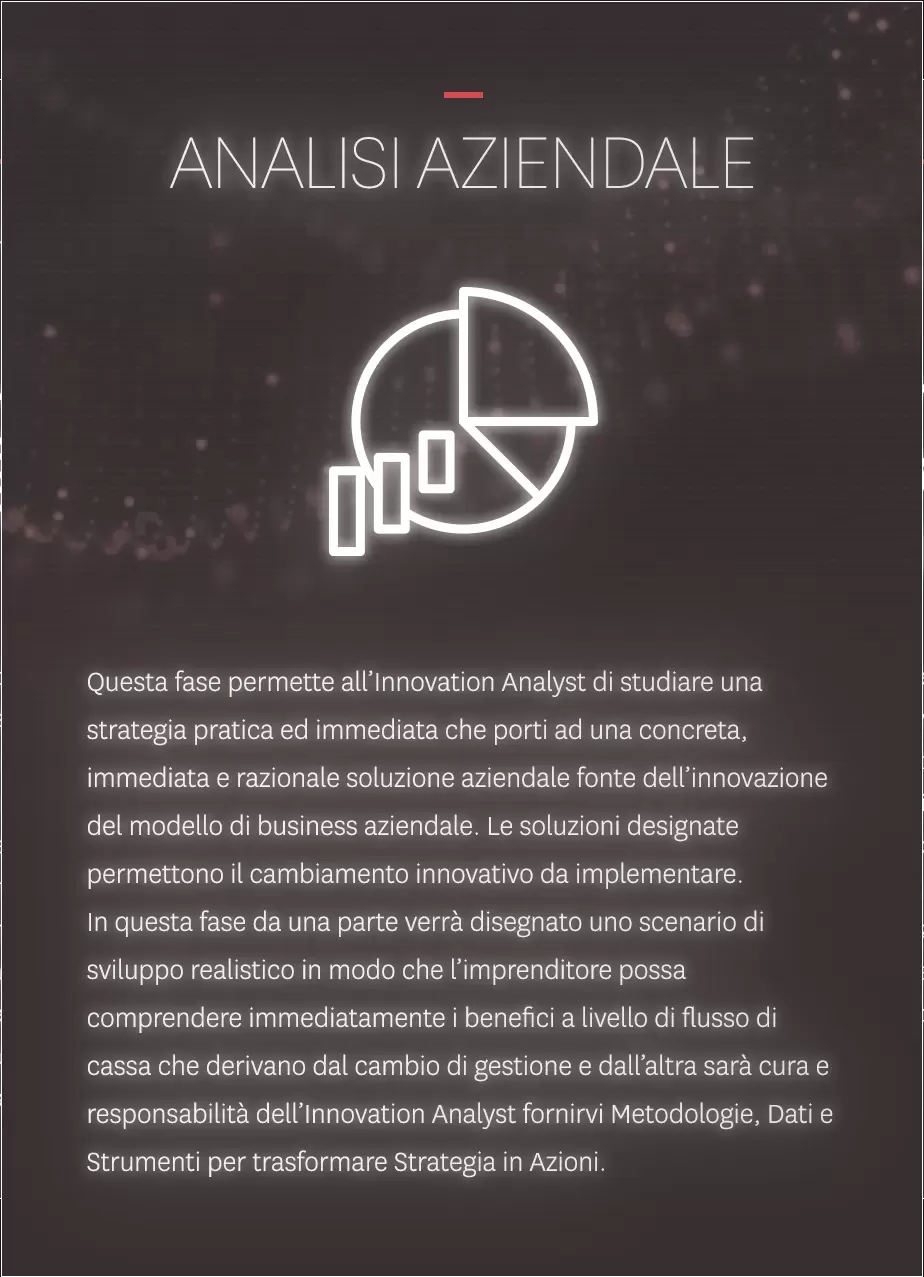 ANALISI AZIENDALE
Questa fase permette all’Innovation Analyst di studiare una
strategia pratica ed immediata che porti ad una concreta,
immediata e razionale soluzione aziendale fonte dell’innovazione
del modello di business aziendale. Le soluzioni designate
permettono il cambiamento innovativo da implementare.
In questa fase da una parte verrà disegnato uno scenario di
sviluppo realistico in modo che l’imprenditore possa
comprendere immediatamente i benefici a livello di flusso di
cassa che derivano dal cambio di gestione e dall’altra sarà cura e
responsabilità dell’Innovation Analyst fornirvi Metodologie, Dati e
Strumenti per trasformare Strategia in Azioni.